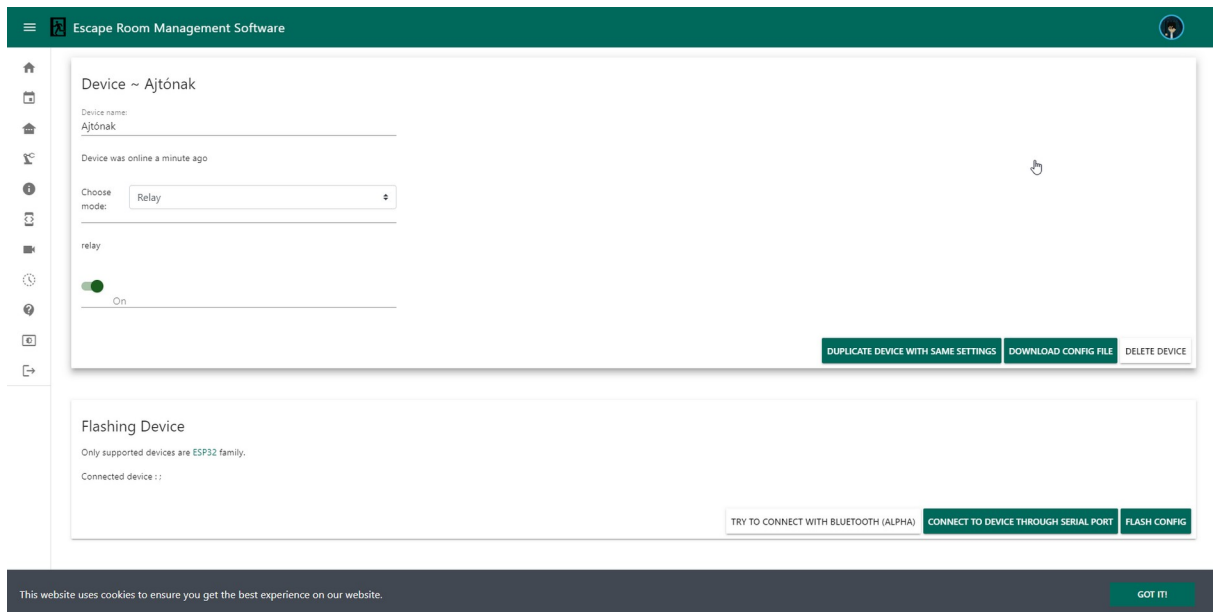 Escape Room Management Software
Device ~ Ajtónak
Device name:
Ajtónak
Device was online a minute ago
Choose
mode:
Relay
relay
On
DUPLICATE DEVICE WITH SAME SETTINGS
DOWNLOAD CONFIG FILE
DELETE DEVICE
Flashing Device
Only supported devices are ESP32 family.
Connected device : ;
TRY TO CONNECT WITH BLUETOOTH (ALPHA)
CONNECT TO DEVICE THROUGH SERIAL PORT
FLASH CONFIG
This website uses cookies to ensure you get the best experience on our website.
GOT IT!